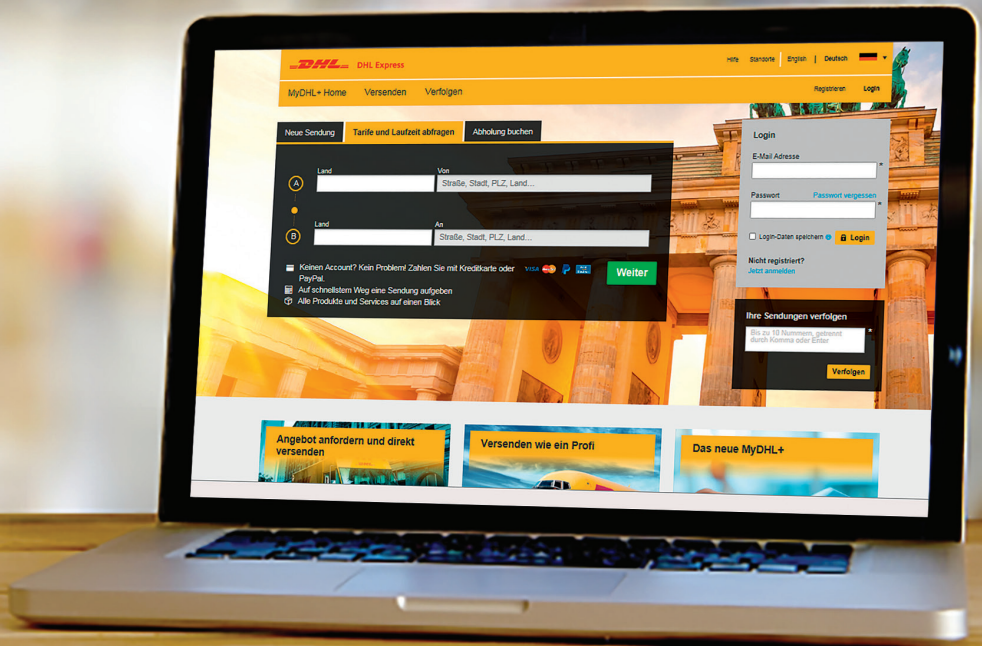 DHL DHL Express
Hilfe Standorte English | Deutsch
MyDHL+ Home Versenden Verfolgen
Registrieren Login
Neue Sendung Tarife und Laufzeit abfragen Abholung buchen
A
Land
Von
Straße, Stadt, PLZ, Land...
B
Land
An
Straße, Stadt, PLZ, Land...
Keinen Account? Kein Problem! Zahlen Sie mit Kreditkarte oder
PayPal.
VISA
Auf schnellstem Weg eine Sendung aufgeben
Alle Produkte und Services auf einen Blick
Weiter
Login
E-Mail Adresse
*
Passwort Passwort vergessen
*
Login-Daten speichern
Login
Nicht registriert?
Jetzt anmelden
Ihre Sendungen verfolgen
Bis zu 10 Nummern, getrennt
durch Komma oder Enter
*
Verfolgen
Angebot anfordern und direkt
versenden
Versenden wie ein Profi
Das neue MyDHL+